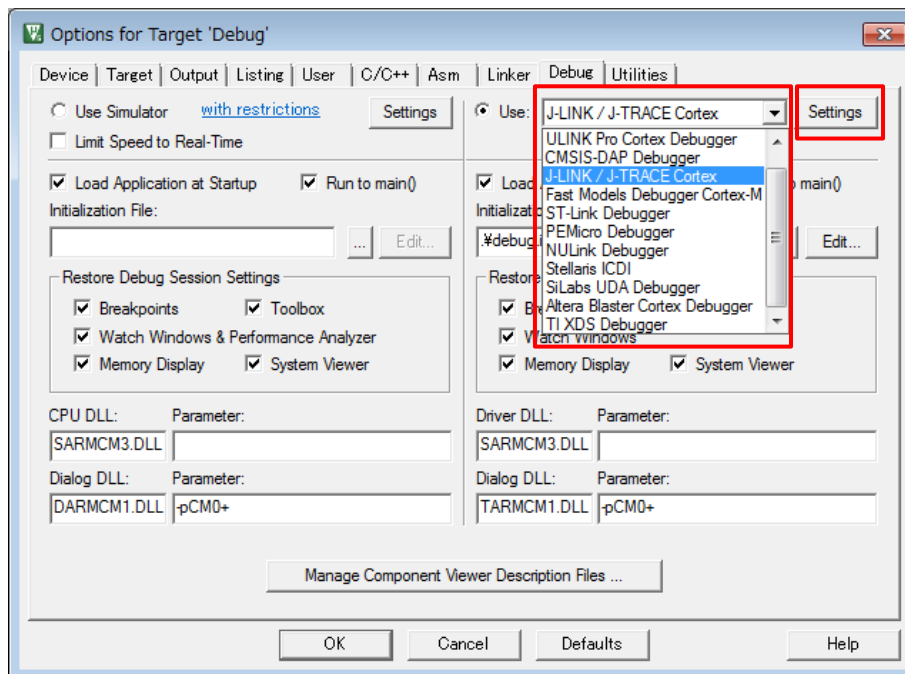 Options for Target 'Debug'
Device | Target | Output | Listing | User | C/C++ | Asm | Linker | Debug | Utilities
Use Simulator with restrictions Settings
Limit Speed to Real-Time
Load Application at Startup Run to main()
Initialization File:
... Edit...
Restore Debug Session Settings
Breakpoints Toolbox
Watch Windows & Performance Analyzer
Memory Display System Viewer
CPU DLL: Parameter:
SARMCM3.DLL
Dialog DLL: Parameter:
DARMCM1.DLL -pCM0+
Use: J-LINK / J-TRACE Cortex Settings
ULINK Pro Cortex Debugger
CMSIS-DAP Debugger
J-LINK / J-TRACE Cortex
Fast Models Debugger Cortex-M
ST-Link Debugger
PEMicro Debugger
NULink Debugger
Stellaris ICDI
SiLabs UDA Debugger
Altera Blaster Cortex Debugger
TI XDS Debugger
main()
.¥debug Edit...
Watch Windows
Memory Display System Viewer
Driver DLL: Parameter:
SARMCM3.DLL
Dialog DLL: Parameter:
TARMCM1.DLL -pCM0+
Manage Component Viewer Description Files ...
OK Cancel Defaults Help